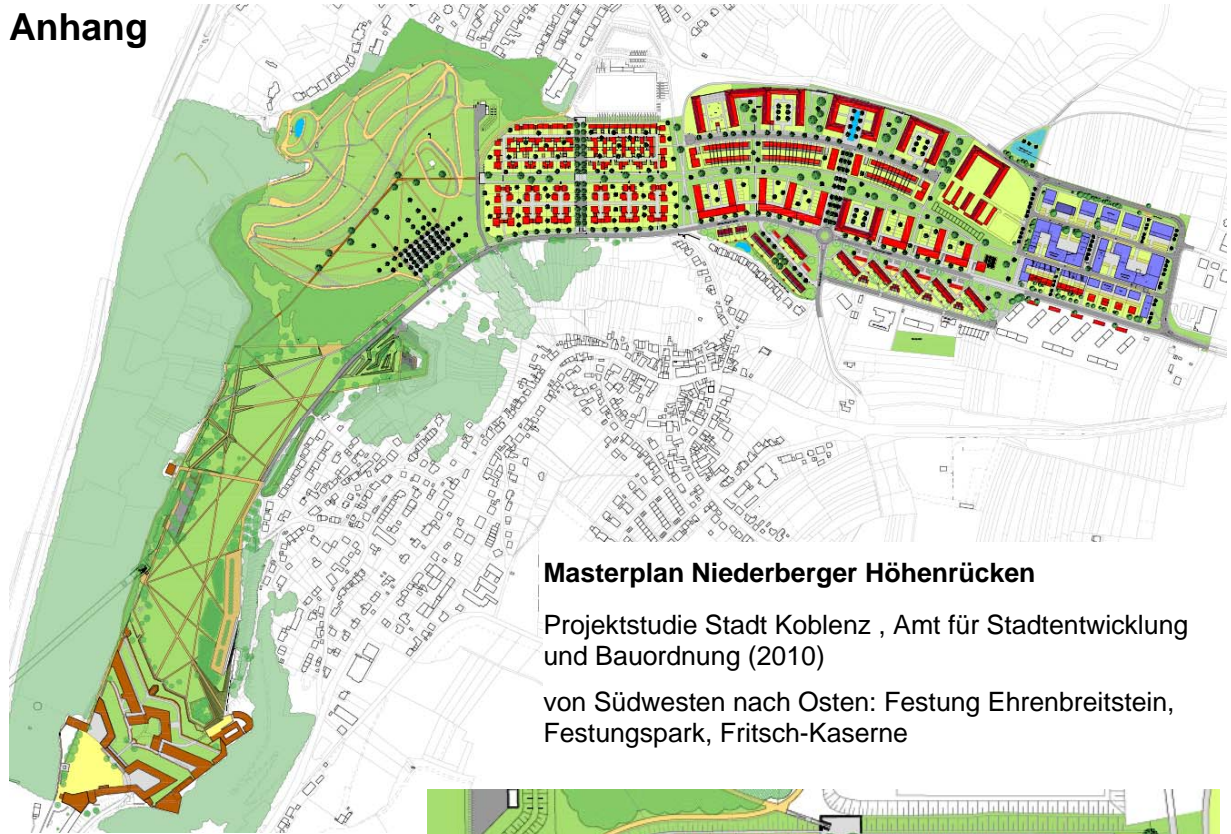 Anhang
Masterplan Niederberger Höhenrücken
Projektstudie Stadt Koblenz , Amt für Stadtentwicklung
und Bauordnung (2010)
von Südwesten nach Osten: Festung Ehrenbreitstein,
Festungspark, Fritsch-Kaserne